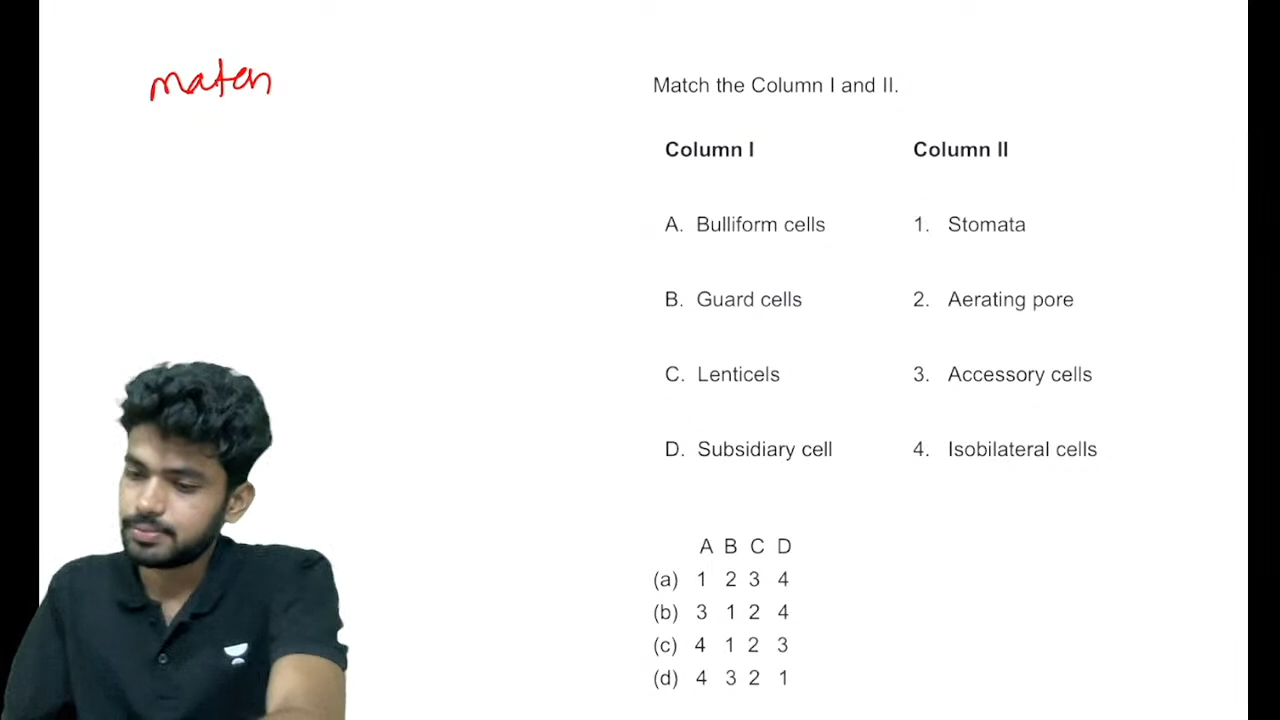 match
Match the Column I and II.
Column I Column II
A. Bulliform cells 1. Stomata
B. Guard cells 2. Aerating pore
C. Lenticels 3. Accessory cells
D. Subsidiary cell 4. Isobilateral cells
A B C D
(a) 1 2 3 4
(b) 3 1 2 4
(c) 4 1 2 3
(d) 4 3 2 1